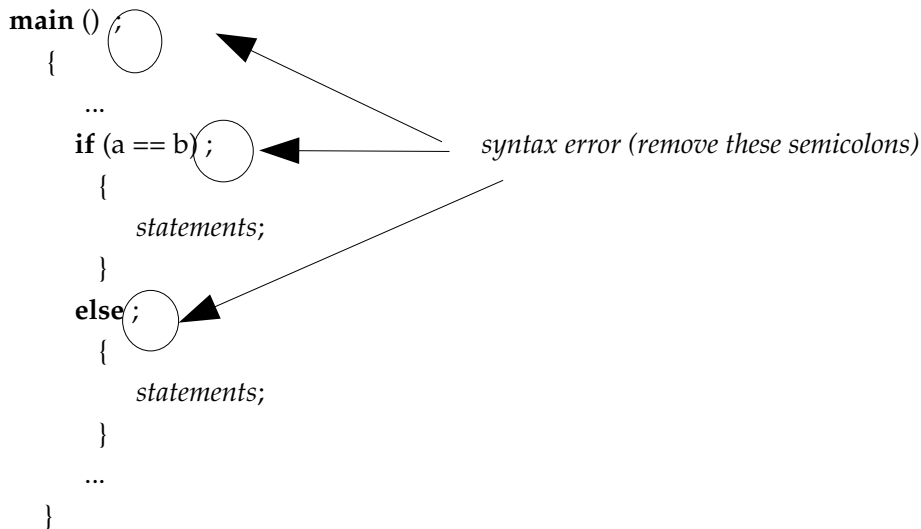 main () ;
{
...
if (a == b) ;
syntax error (remove these semicolons)
{
statements;
}
else ;
{
statements;
}
...
}